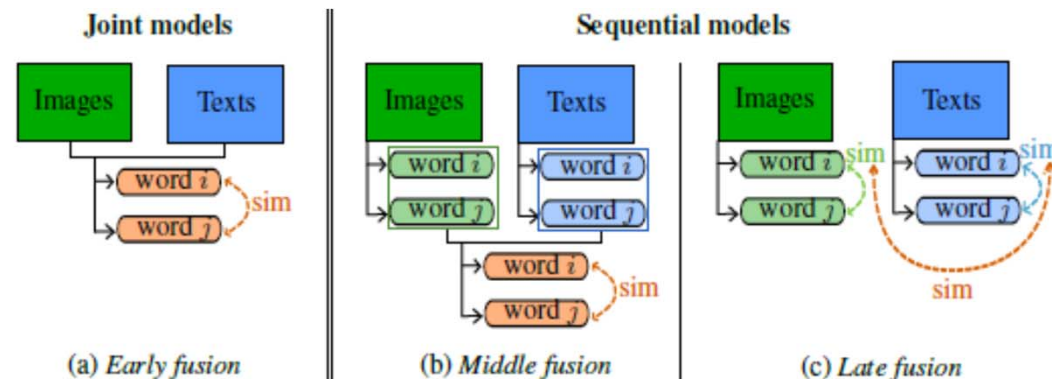 Joint models
Sequential models
Images
Texts
word i
word j
sim
(a) Early fusion
Images
Texts
word i
word j
word i
word j
word i
word j
sim
(b) Middle fusion
Images
Texts
word i
word j
sim
word i
word j
sim
sim
(c) Late fusion